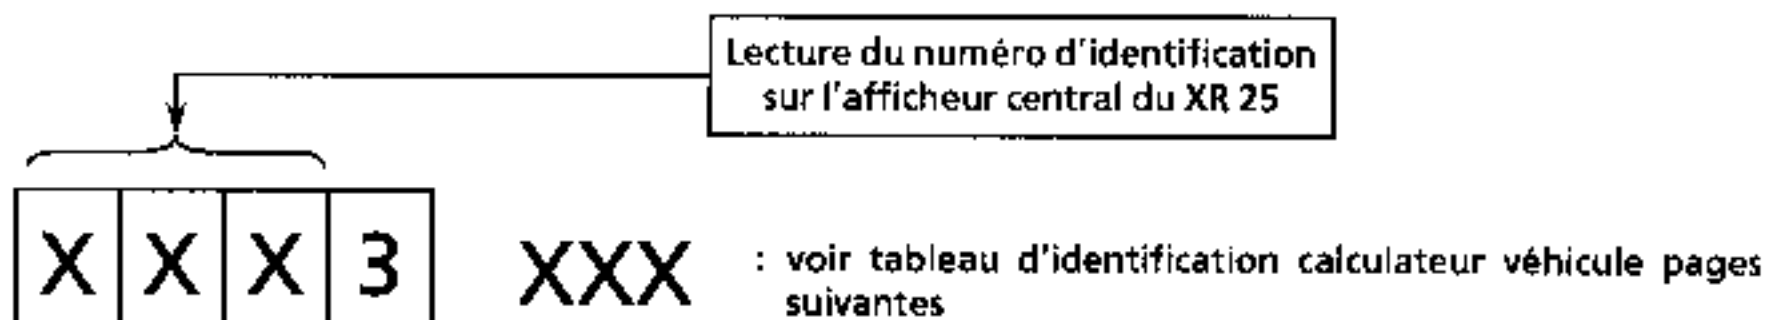 Lecture du numéro d'identification
sur l'afficheur central du XR 25
X X X 3
XXX : voir tableau d'identification calculateur véhicule pages
suivantes